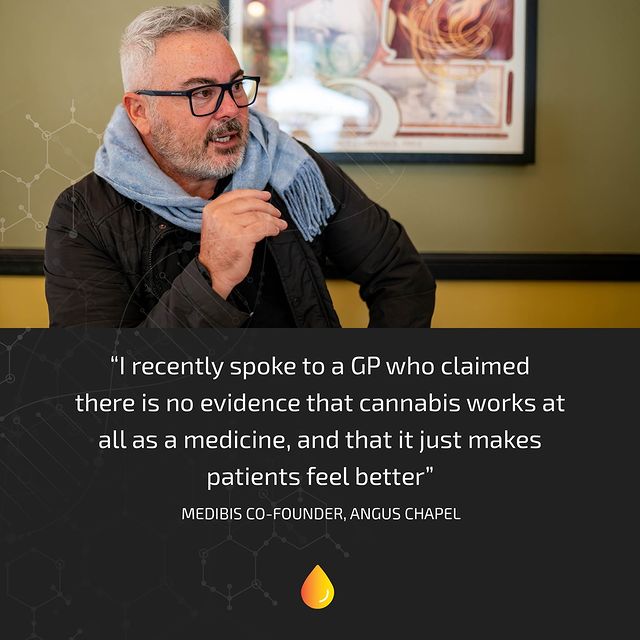 “I recently spoke to a GP who claimed
there is no evidence that cannabis works at
all as a medicine, and that it just makes
patients feel better”
MEDIBIS CO-FOUNDER, ANGUS CHAPEL